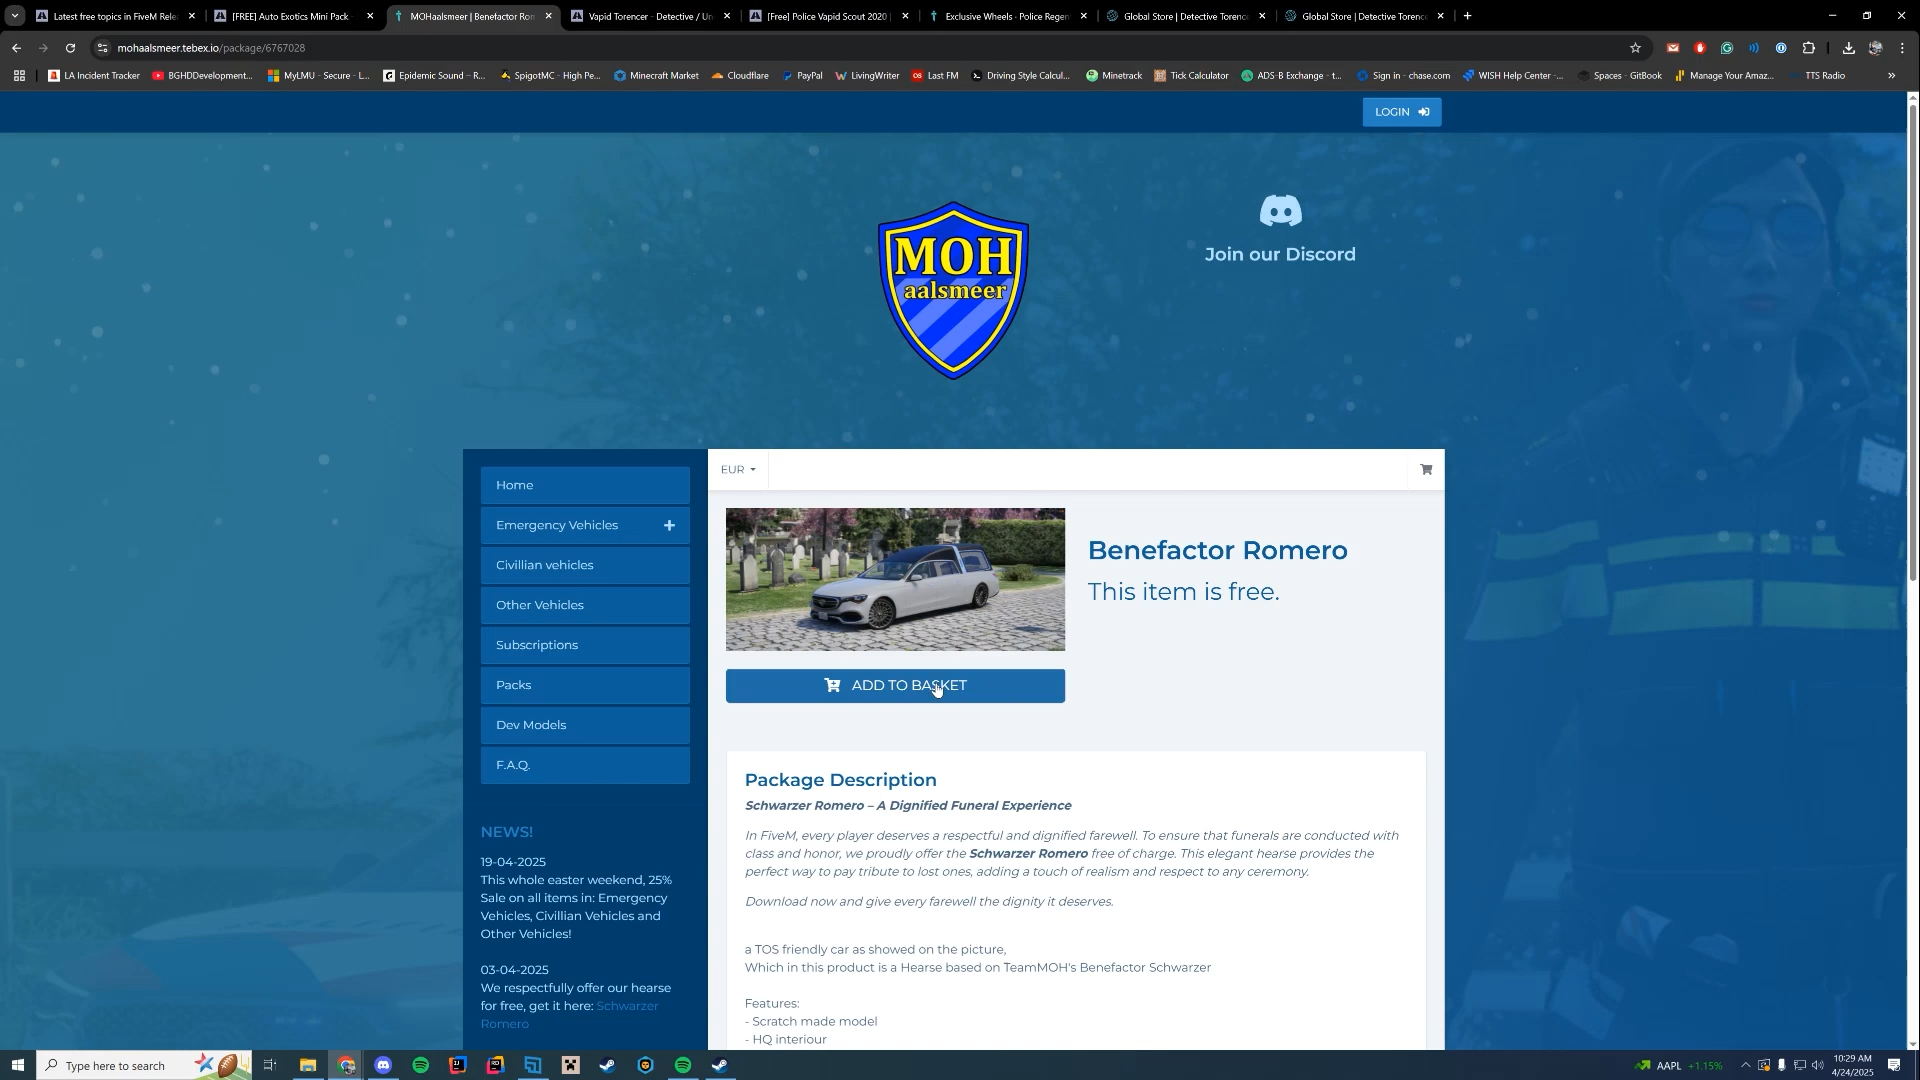 Latest free topics in FiveM Rele
[FREE] Auto Exotics Mini Pack -
MOHaalsmeer | Benefactor Rom
Vapid Torencer - Detective / Un
[Free] Police Vapid Scout 2020
Exclusive Wheels - Police Regen
Global Store | Detective Torenc
Global Store | Detective Torenc
mohaalsmeer.tebex.io/package/6767028
LA Incident Tracker
BGHDDevelopment...
MyLMU - Secure - L...
Epidemic Sound – R...
SpigotMC - High Pe...
Minecraft Market
Cloudflare
PayPal
LivingWriter
Last FM
Driving Style Calcul...
Minetrack
Tick Calculator
ADS-B Exchange - t...
Sign in - chase.com
WISH Help Center -...
Spaces - GitBook
Manage Your Amaz...
TTS Radio
LOGIN
MOH
aalsmeer
Join our Discord
Home
Emergency Vehicles
Civillian vehicles
Other Vehicles
Subscriptions
Packs
Dev Models
F.A.Q.
NEWS!
19-04-2025
This whole easter weekend, 25%
Sale on all items in: Emergency
Vehicles, Civillian Vehicles and
Other Vehicles!
03-04-2025
We respectfully offer our hearse
for free, get it here: Schwarzer
Romero
EUR
Benefactor Romero
This item is free.
ADD TO BASKET
Package Description
Schwarzer Romero – A Dignified Funeral Experience
In FiveM, every player deserves a respectful and dignified farewell. To ensure that funerals are conducted with
class and honor, we proudly offer the Schwarzer Romero free of charge. This elegant hearse provides the
perfect way to pay tribute to lost ones, adding a touch of realism and respect to any ceremony.
Download now and give every farewell the dignity it deserves.
a TOS friendly car as showed on the picture,
Which in this product is a Hearse based on TeamMOH's Benefactor Schwarzer
Features:
- Scratch made model
- HQ interiour
Type here to search
AAPL +1.15%
10:29 AM
4/24/2025